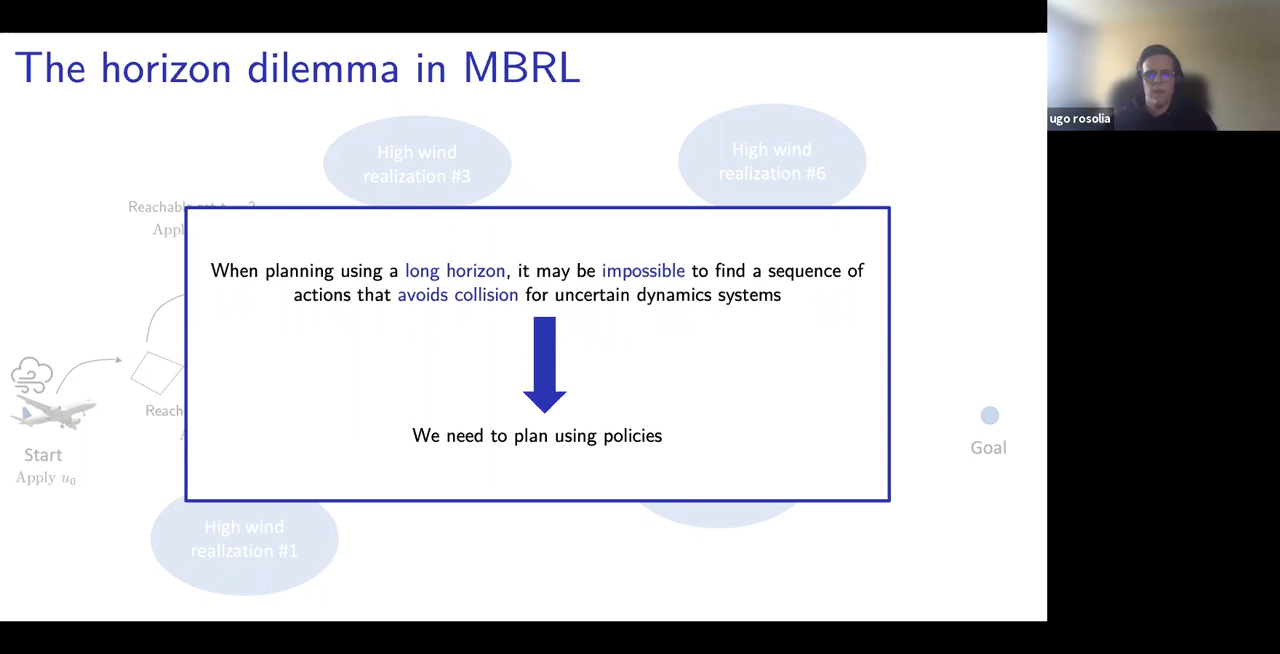 The horizon dilemma in MBRL
ugo rosolia
High wind
realization #3
High wind
realization #6
When planning using a long horizon, it may be impossible to find a sequence of
actions that avoids collision for uncertain dynamics systems
We need to plan using policies
Start
Apply u₀
Goal
High wind
realization #1